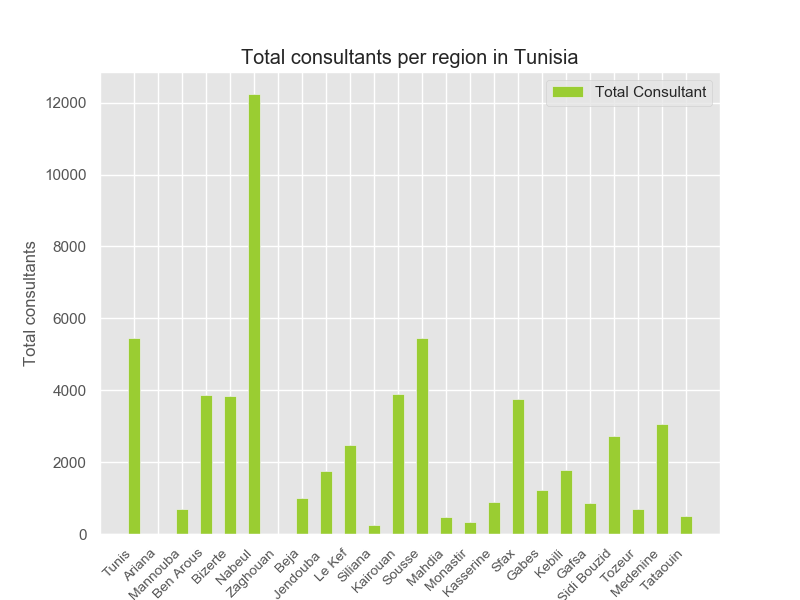 Total consultants per region in Tunisia
Total Consultant
Total consultants
12000
10000
8000
6000
4000
2000
0
Tunis
Ariana
Mannouba
Ben Arous
Bizerte
Nabeul
Zaghouan
Beja
Jendouba
Le Kef
Siliana
Kairouan
Sousse
Mahdia
Monastir
Kasserine
Sfax
Gabes
Kebili
Gafsa
Sidi Bouzid
Tozeur
Medenine
Tataouin